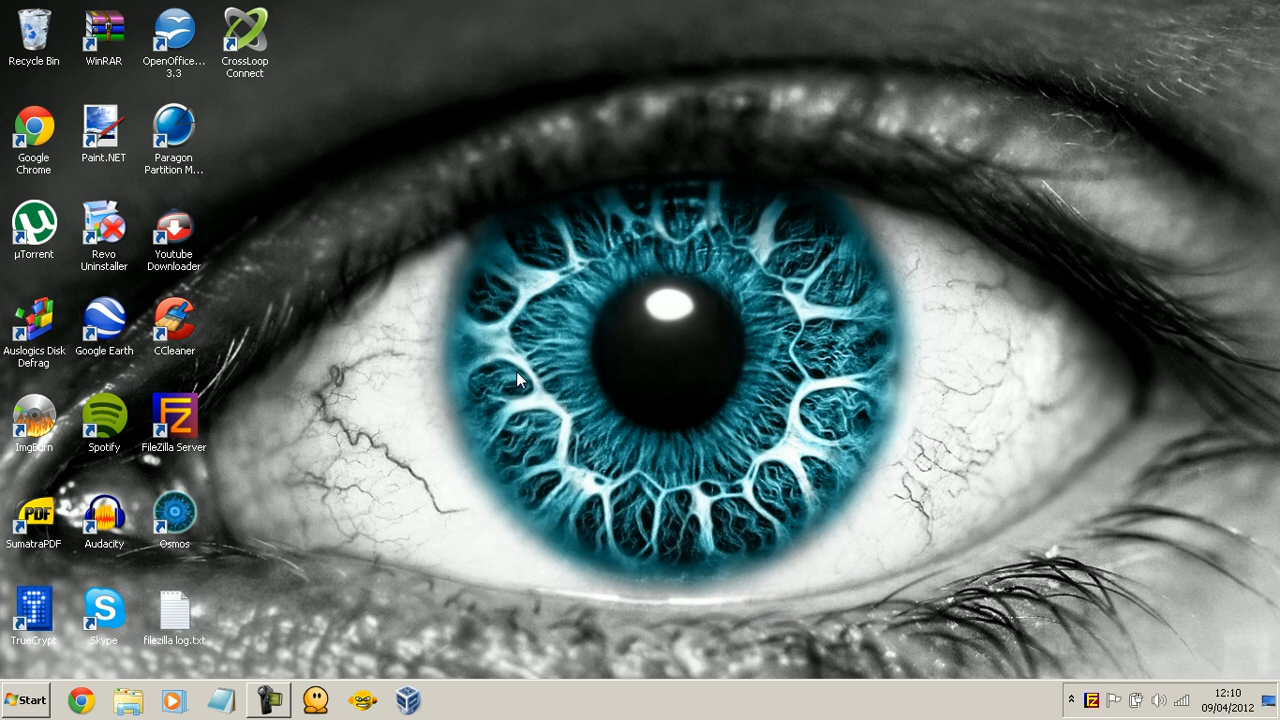 Recycle Bin
WinRAR
OpenOffice...
3.3
CrossLoop
Connect
Google
Chrome
Paint.NET
Paragon
Partition M...
µTorrent
Revo
Uninstaller
Youtube
Downloader
Auslogics Disk
Defrag
Google Earth
CCleaner
ImgBurn
Spotify
FileZilla Server
PDF
SumatraPDF
Audacity
Osmos
TrueCrypt
Skype
filezilla log.txt
Start
12:10
09/04/2012